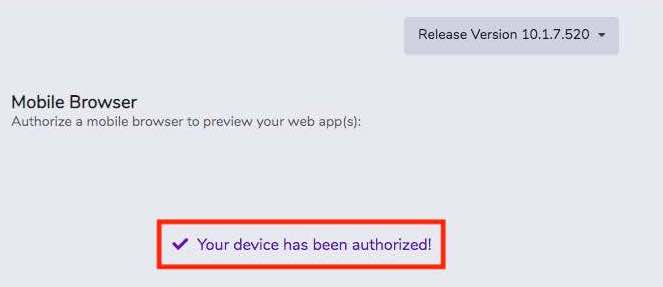 Release Version 10.1.7.520
Mobile Browser
Authorize a mobile browser to preview your web app(s):
Your device has been authorized!